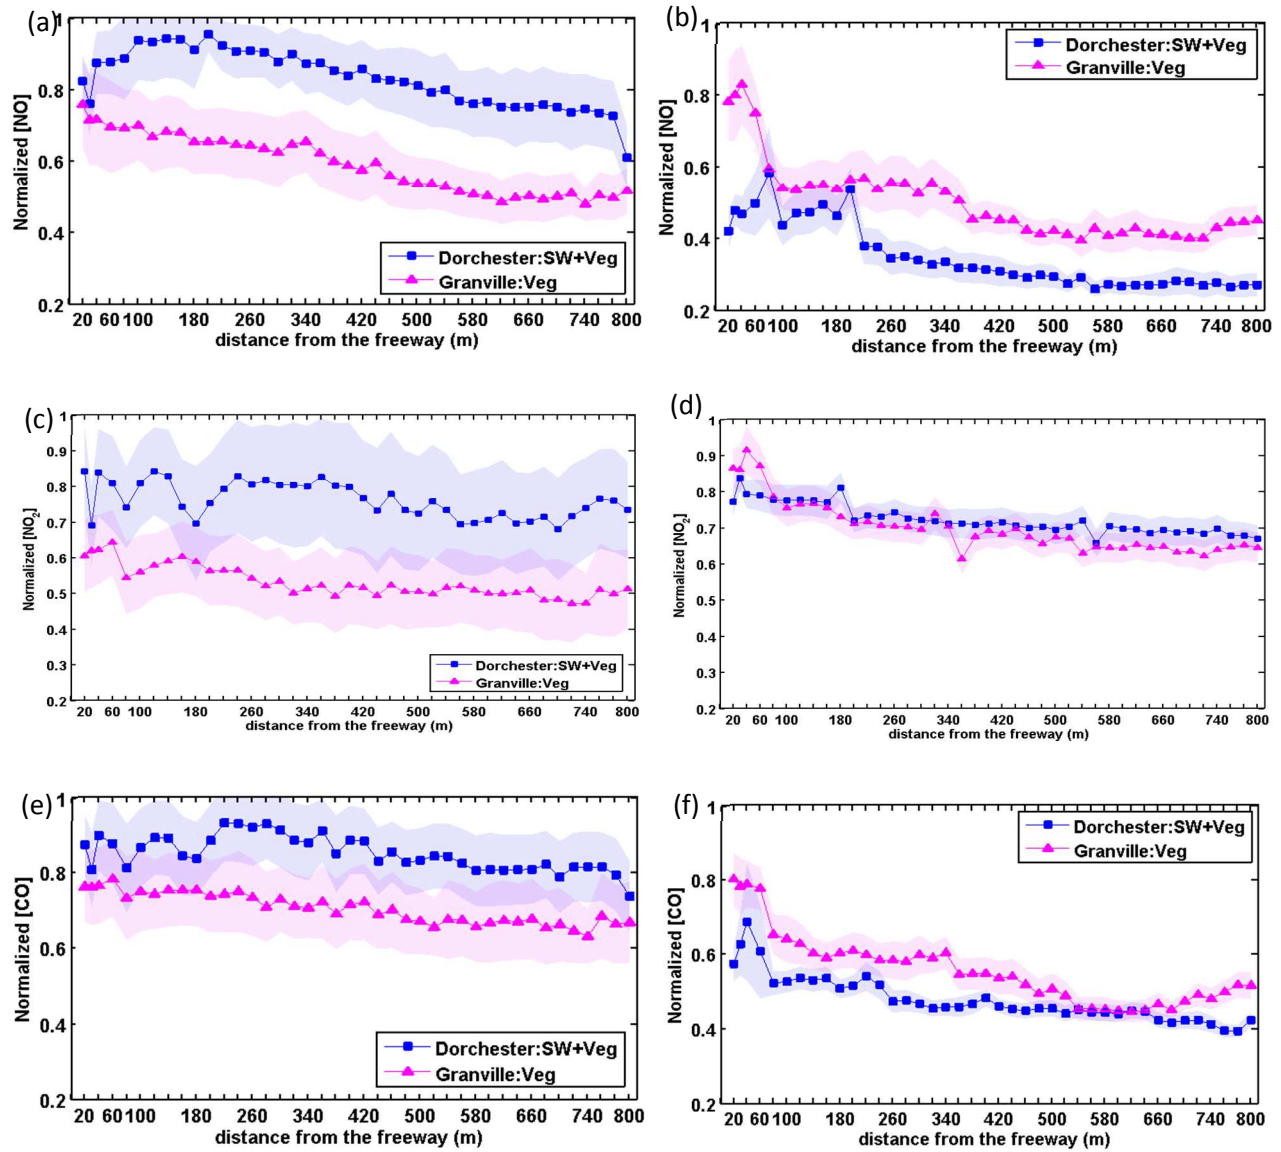 (a)
1
0.8
0.6
0.4
0.2
Normalized [NO]
Dorchester:SW+Veg
Granville:Veg
20 60 100 180 260 340 420 500 580 660 740 800
distance from the freeway (m)
(b)
1
0.8
0.6
0.4
0.2
Normalized [NO]
Dorchester:SW+Veg
Granville:Veg
20 60 100 180 260 340 420 500 580 660 740 800
distance from the freeway (m)
(c)
1
0.9
0.8
0.7
0.6
0.5
0.4
0.3
0.2
Normalized [NO2]
Dorchester:SW+Veg
Granville:Veg
20 60 100 180 260 340 420 500 580 660 740 800
distance from the freeway (m)
(d)
1
0.9
0.8
0.7
0.6
0.5
0.4
0.3
0.2
Normalized [NO2]
20 60 100 180 260 340 420 500 580 660 740 800
distance from the freeway (m)
(e)
1
0.8
0.6
0.4
0.2
Normalized [CO]
Dorchester:SW+Veg
Granville:Veg
20 60 100 180 260 340 420 500 580 660 740 800
distance from the freeway (m)
(f)
1
0.8
0.6
0.4
0.2
Normalized [CO]
Dorchester:SW+Veg
Granville:Veg
20 60 100 180 260 340 420 500 580 660 740 800
distance from the freeway (m)